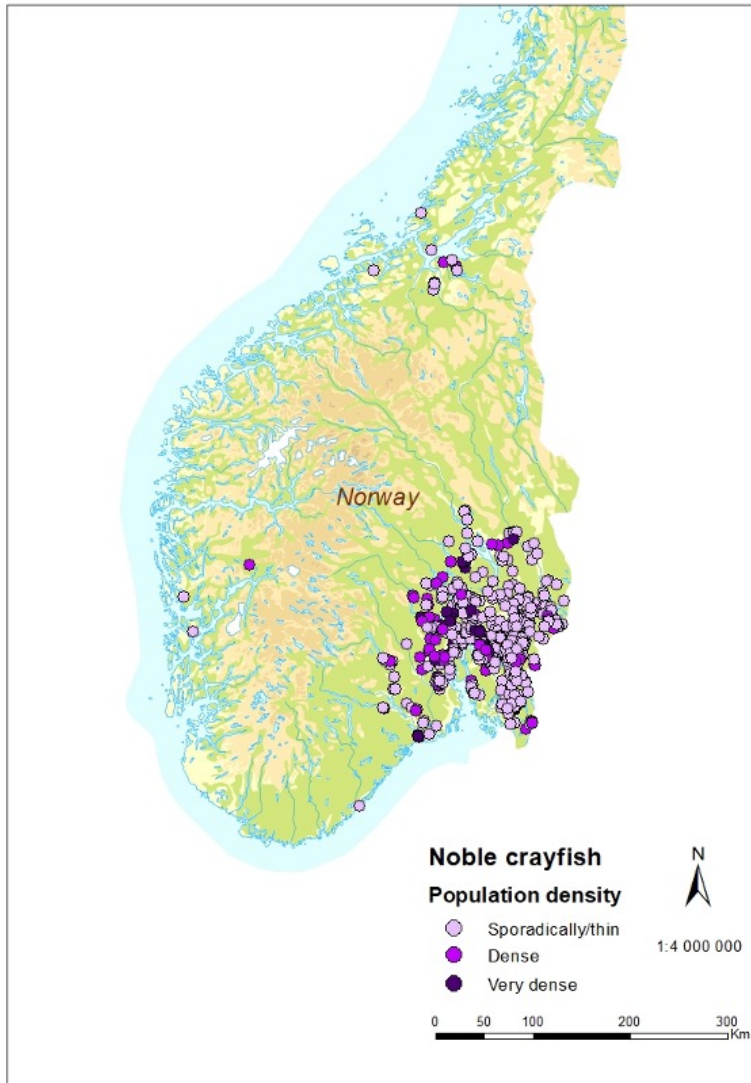 Norway
Noble crayfish
Population density
Sporadically/thin
Dense
Very dense
N
1:4 000 000
0 50 100 200 300
Km